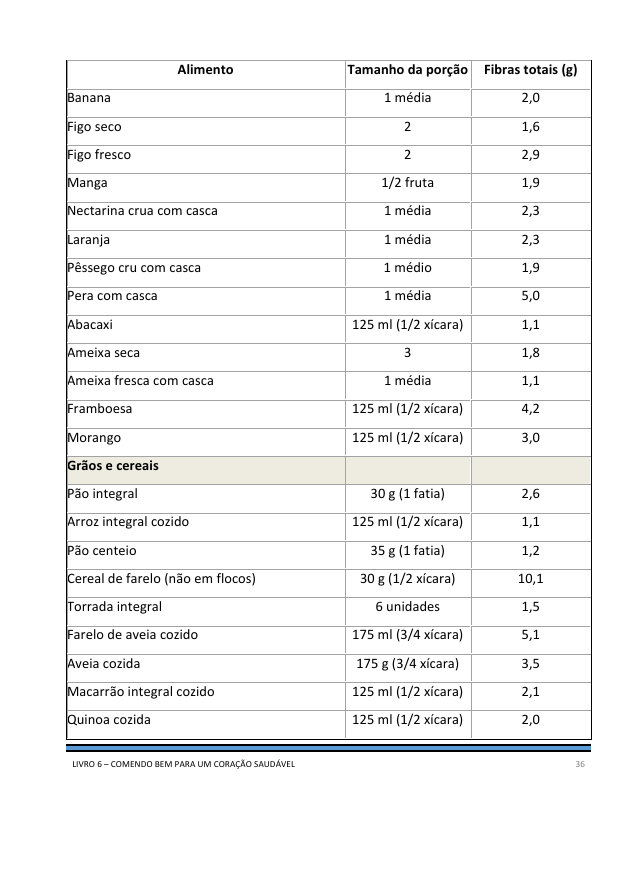 Alimento Tamanho da porção Fibras totais (g)
Banana 1 média 2,0
Figo seco 2 1,6
Figo fresco 2 2,9
Manga 1/2 fruta 1,9
Nectarina crua com casca 1 média 2,3
Laranja 1 média 2,3
Pêssego cru com casca 1 médio 1,9
Pera com casca 1 média 5,0
Abacaxi 125 ml (1/2 xícara) 1,1
Ameixa seca 3 1,8
Ameixa fresca com casca 1 média 1,1
Framboesa 125 ml (1/2 xícara) 4,2
Morango 125 ml (1/2 xícara) 3,0
Grãos e cereais
Pão integral 30 g (1 fatia) 2,6
Arroz integral cozido 125 ml (1/2 xícara) 1,1
Pão centeio 35 g (1 fatia) 1,2
Cereal de farelo (não em flocos) 30 g (1/2 xícara) 10,1
Torrada integral 6 unidades 1,5
Farelo de aveia cozido 175 ml (3/4 xícara) 5,1
Aveia cozida 175 g (3/4 xícara) 3,5
Macarrão integral cozido 125 ml (1/2 xícara) 2,1
Quinoa cozida 125 ml (1/2 xícara) 2,0
LIVRO 6 – COMENDO BEM PARA UM CORAÇÃO SAUDÁVEL 36